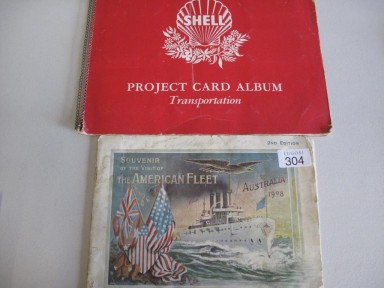 SHELL
PROJECT CARD ALBUM
Transportation
2ND EDITION
SOUVENIR
OF THE VISIT OF
THE AMERICAN FLEET
AUSTRALIA
1908
304